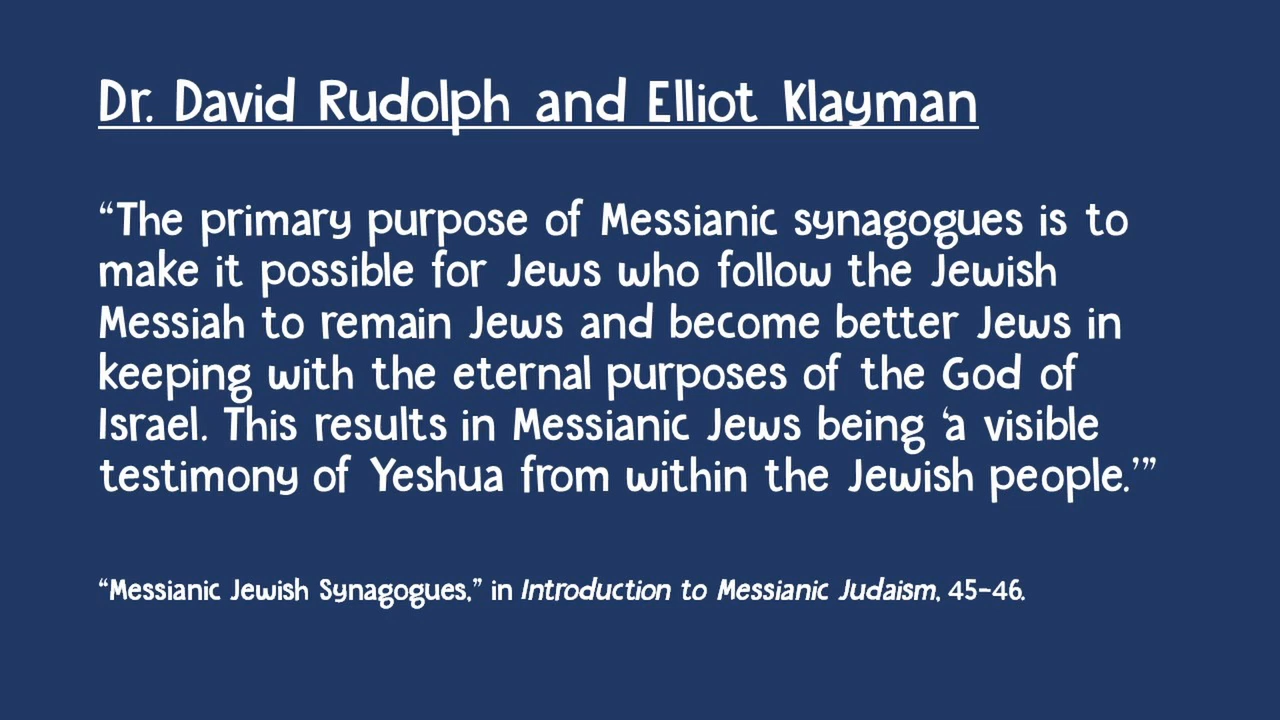 Dr. David Rudolph and Elliot Klayman
“The primary purpose of Messianic synagogues is to
make it possible for Jews who follow the Jewish
Messiah to remain Jews and become better Jews in
keeping with the eternal purposes of the God of
Israel. This results in Messianic Jews being ‘a visible
testimony of Yeshua from within the Jewish people.’”
“Messianic Jewish Synagogues,” in Introduction to Messianic Judaism, 45-46.